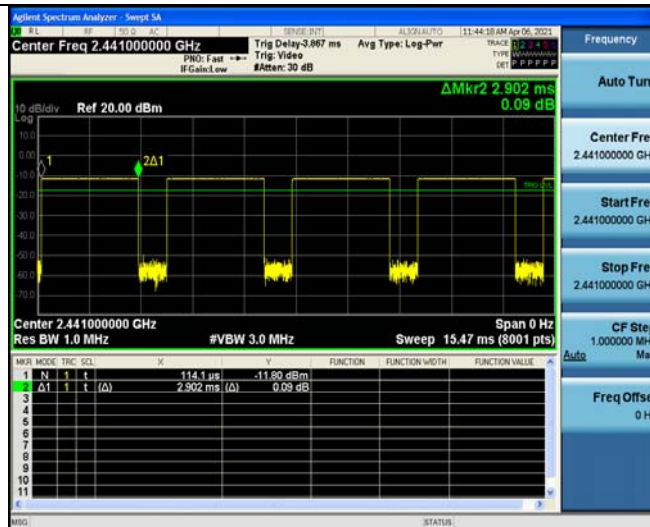 Agilent Spectrum Analyzer - Swept SA
RL RF 50 Ω AC SENSE:INT ALIGN AUTO 11:44:18 AM Apr 06, 2021
Center Freq 2.441000000 GHz
PNO: Fast
IFGain:Low
Trig Delay-3.867 ms
Trig: Video
#Atten: 30 dB
Avg Type: Log-Pwr
TRACE 1 2 3 4 5 6
TYPE
DET P P P P P P
Frequency
ΔMkr2 2.902 ms
0.09 dB
10 dB/div Ref 20.00 dBm
Log
10.0
0.00
-10.0
-20.0
-30.0
-40.0
-50.0
-60.0
-70.0
1
2Δ1
TRIG LVL
Center 2.441000000 GHz Span 0 Hz
Res BW 1.0 MHz #VBW 3.0 MHz Sweep 15.47 ms (8001 pts)
MKR MODE TRC SCL X Y FUNCTION FUNCTION WIDTH FUNCTION VALUE
1 N 1 t 114.1 µs -11.80 dBm
2 Δ1 1 t (Δ) 2.902 ms (Δ) 0.09 dB
3
4
5
6
7
8
9
10
11
MSG STATUS
Auto Tun
Center Fre
2.441000000 GH
Start Fre
2.441000000 GH
Stop Fre
2.441000000 GH
CF Ste
1.000000 MH
Auto Ma
Freq Offse
0 H